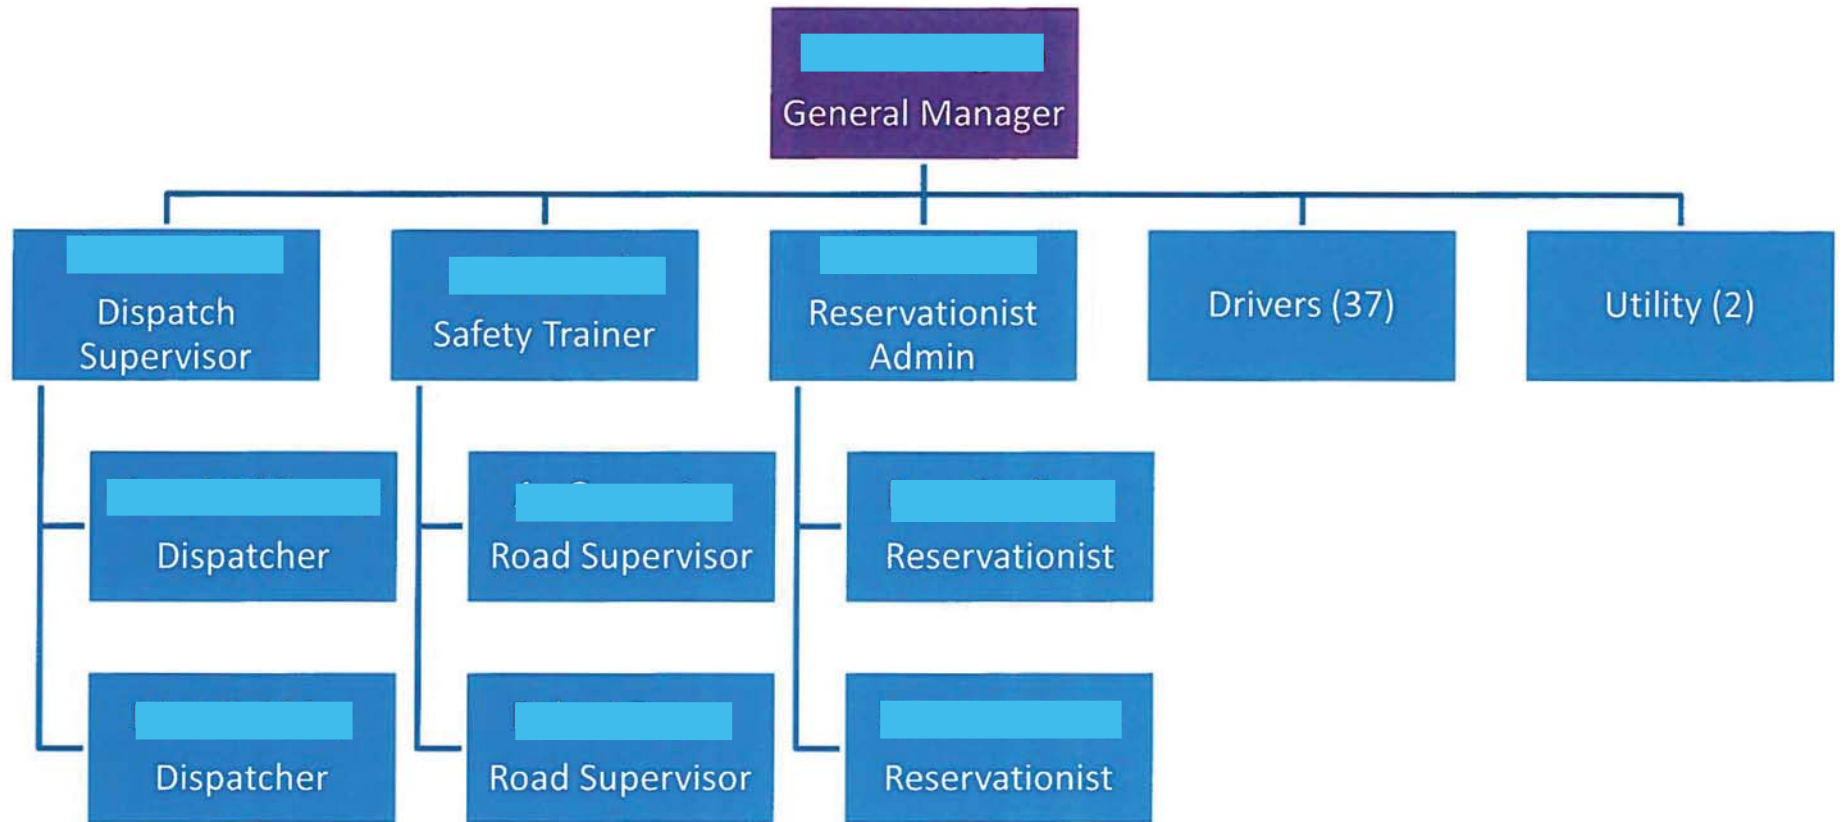 General Manager
Dispatch
Supervisor
Safety Trainer
Reservationist
Admin
Drivers (37)
Utility (2)
Dispatcher
Road Supervisor
Reservationist
Dispatcher
Road Supervisor
Reservationist